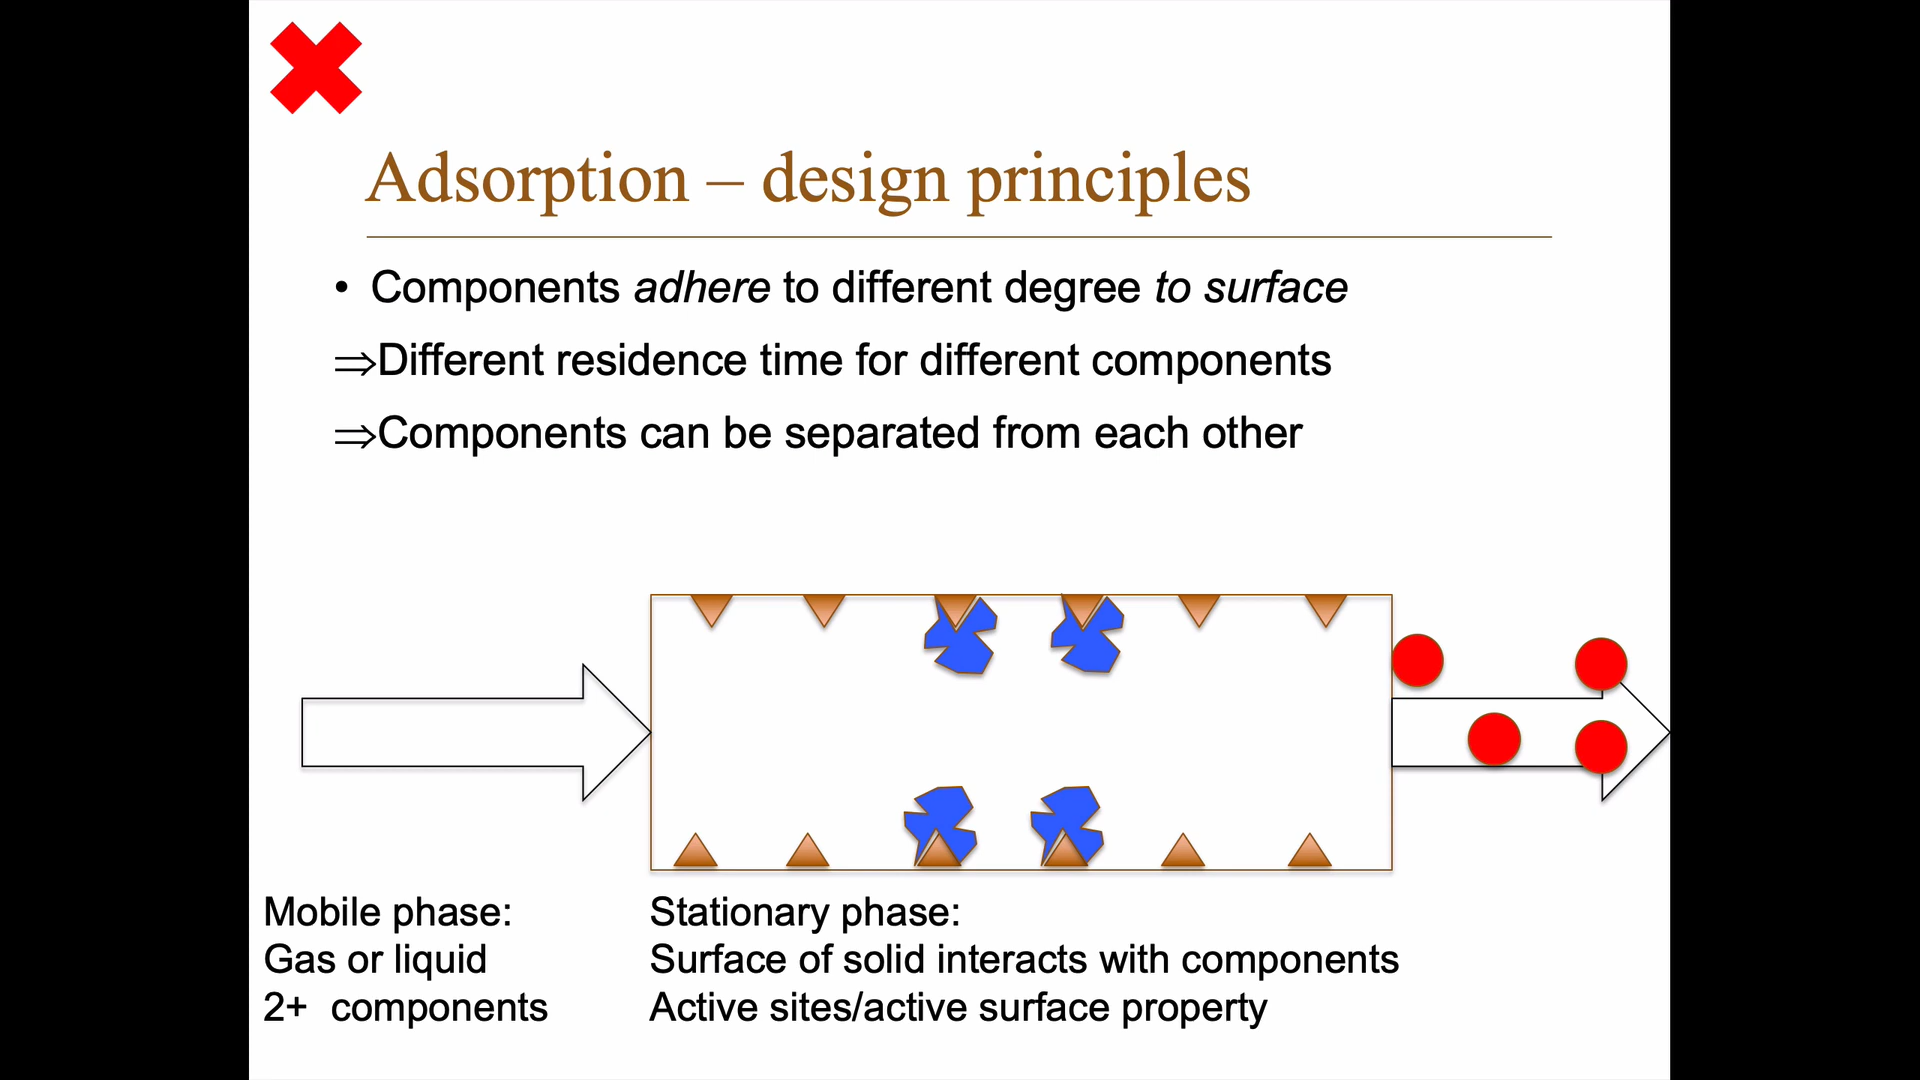 Adsorption – design principles
• Components adhere to different degree to surface
⇒Different residence time for different components
⇒Components can be separated from each other
Mobile phase:
Gas or liquid
2+ components
Stationary phase:
Surface of solid interacts with components
Active sites/active surface property